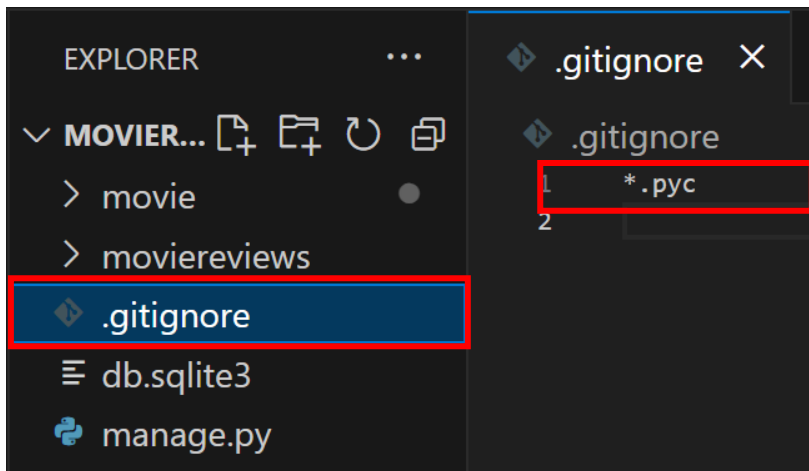 EXPLORER ...
MOVIER...
movie
moviereviews
.gitignore
db.sqlite3
manage.py
.gitignore
.gitignore
1 *.pyc
2